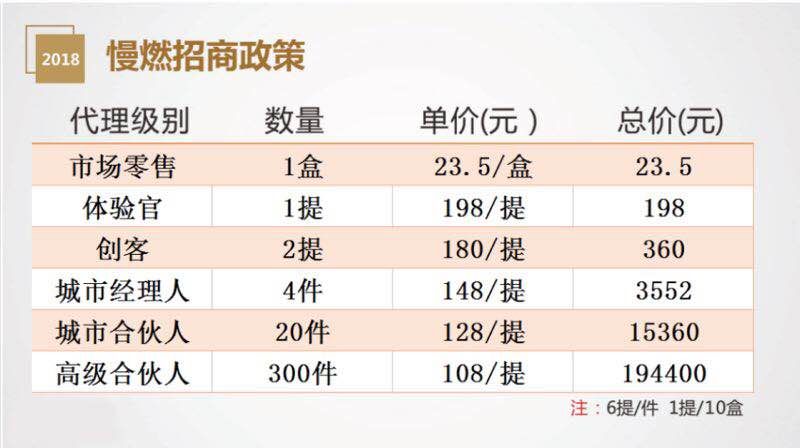 2018 慢燃招商政策
代理级别 数量 单价(元 ) 总价(元)
市场零售 1盒 23.5/盒 23.5
体验官 1提 198/提 198
创客 2提 180/提 360
城市经理人 4件 148/提 3552
城市合伙人 20件 128/提 15360
高级合伙人 300件 108/提 194400
注：6提/件 1提/10盒